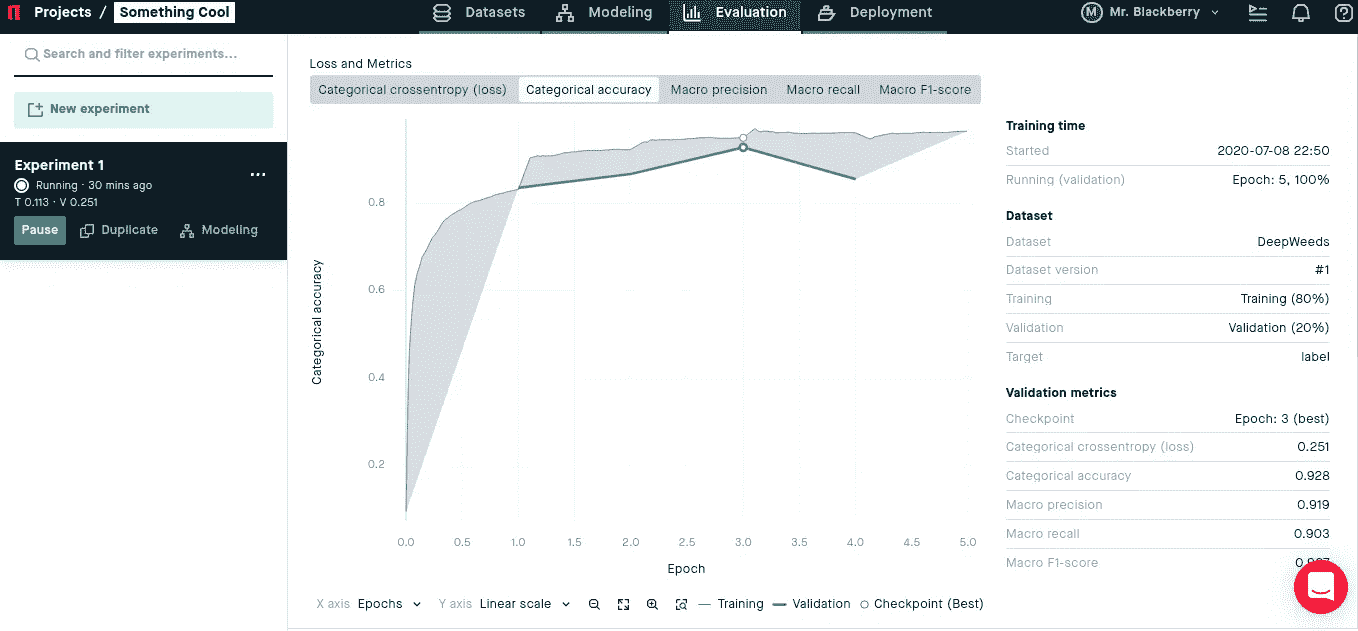 Projects / Something Cool
Datasets
Modeling
Evaluation
Deployment
M Mr. Blackberry
Search and filter experiments...
New experiment
Experiment 1
Running · 30 mins ago
T 0.113 · V 0.251
Pause Duplicate Modeling
Loss and Metrics
Categorical crossentropy (loss) Categorical accuracy Macro precision Macro recall Macro F1-score
Categorical accuracy
0.8
0.6
0.4
0.2
0.0 0.5 1.0 1.5 2.0 2.5 3.0 3.5 4.0 4.5 5.0
Epoch
X axis Epochs Y axis Linear scale Training Validation Checkpoint (Best)
Training time
Started 2020-07-08 22:50
Running (validation) Epoch: 5, 100%
Dataset
Dataset DeepWeeds
Dataset version #1
Training Training (80%)
Validation Validation (20%)
Target label
Validation metrics
Checkpoint Epoch: 3 (best)
Categorical crossentropy (loss) 0.251
Categorical accuracy 0.928
Macro precision 0.919
Macro recall 0.903
Macro F1-score